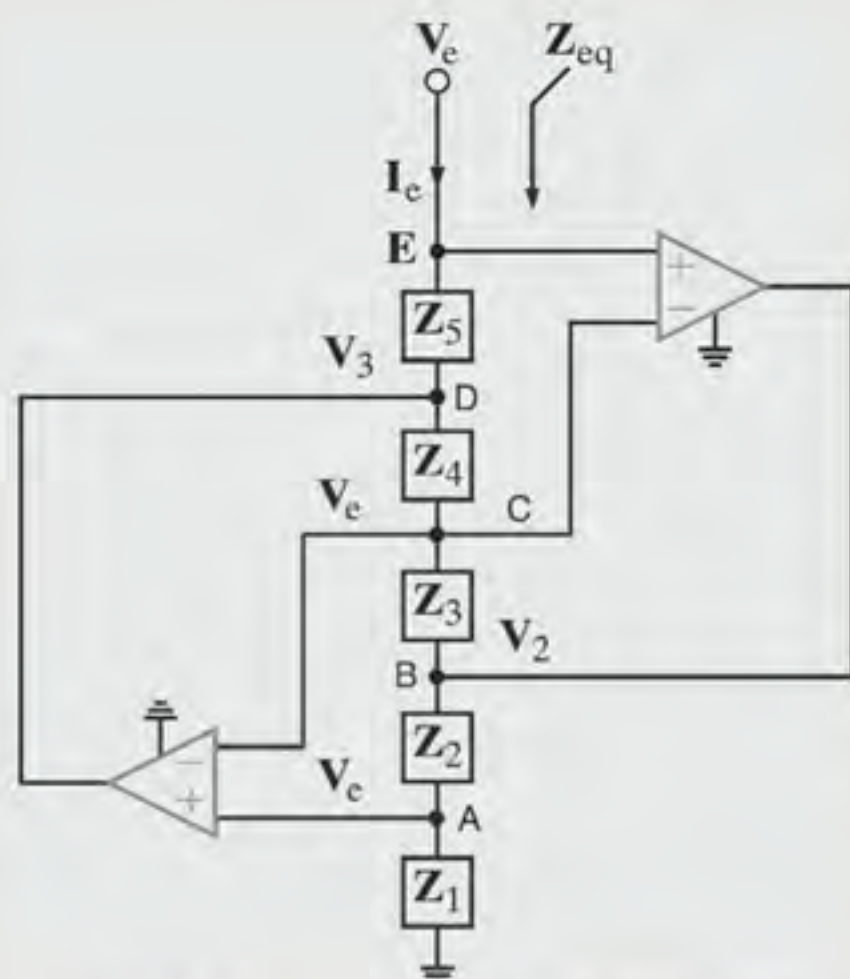 Vₑ Zₑq
Iₑ
E
+
−
Z₅
V₃
D
Z₄
Vₑ C
Z₃
V₂
B
Z₂
−
Vₑ
+
A
Z₁